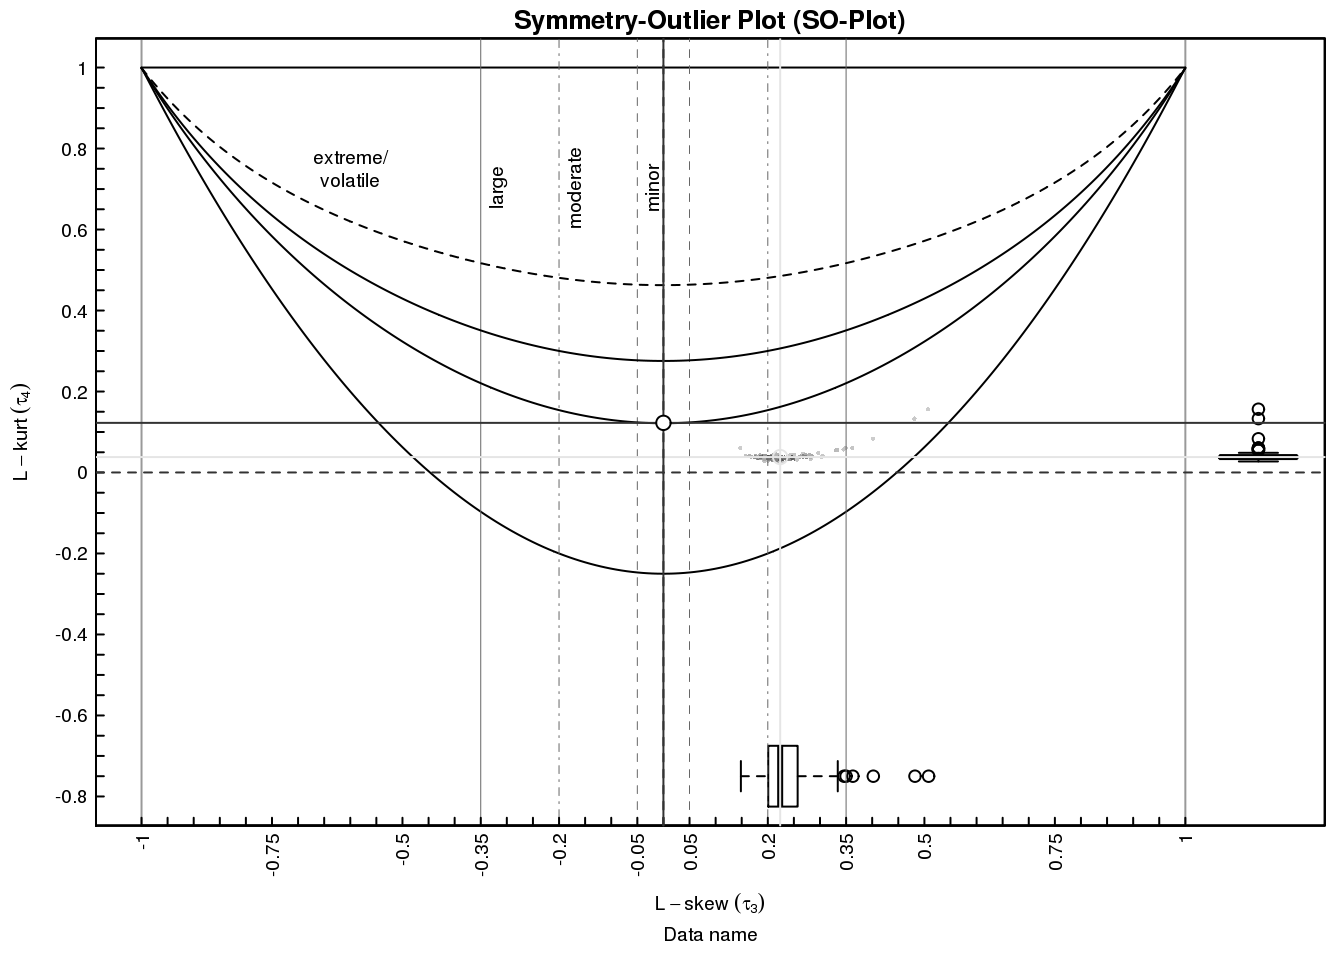 Symmetry-Outlier Plot (SO-Plot)
1
0.8
0.6
0.4
0.2
0
-0.2
-0.4
-0.6
-0.8
L − kurt (τ4)
extreme/
volatile
large
moderate
minor
-1
-0.75
-0.5
-0.35
-0.2
-0.05
0.05
0.2
0.35
0.5
0.75
1
L − skew (τ3)
Data name